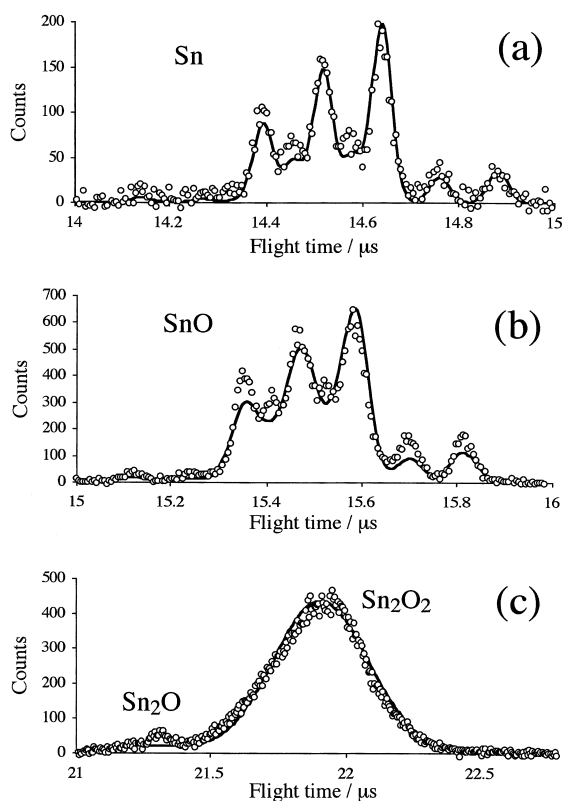 200
(a)
Sn
150
100
50
0
Counts
14
14.2
14.4
14.6
14.8
15
Flight time / μs
700
SnO
(b)
600
500
400
300
200
100
0
Counts
15
15.2
15.4
15.6
15.8
16
Flight time / μs
500
Sn₂O₂
(c)
400
300
200
Sn₂O
100
0
Counts
21
21.5
22
22.5
Flight time / μs